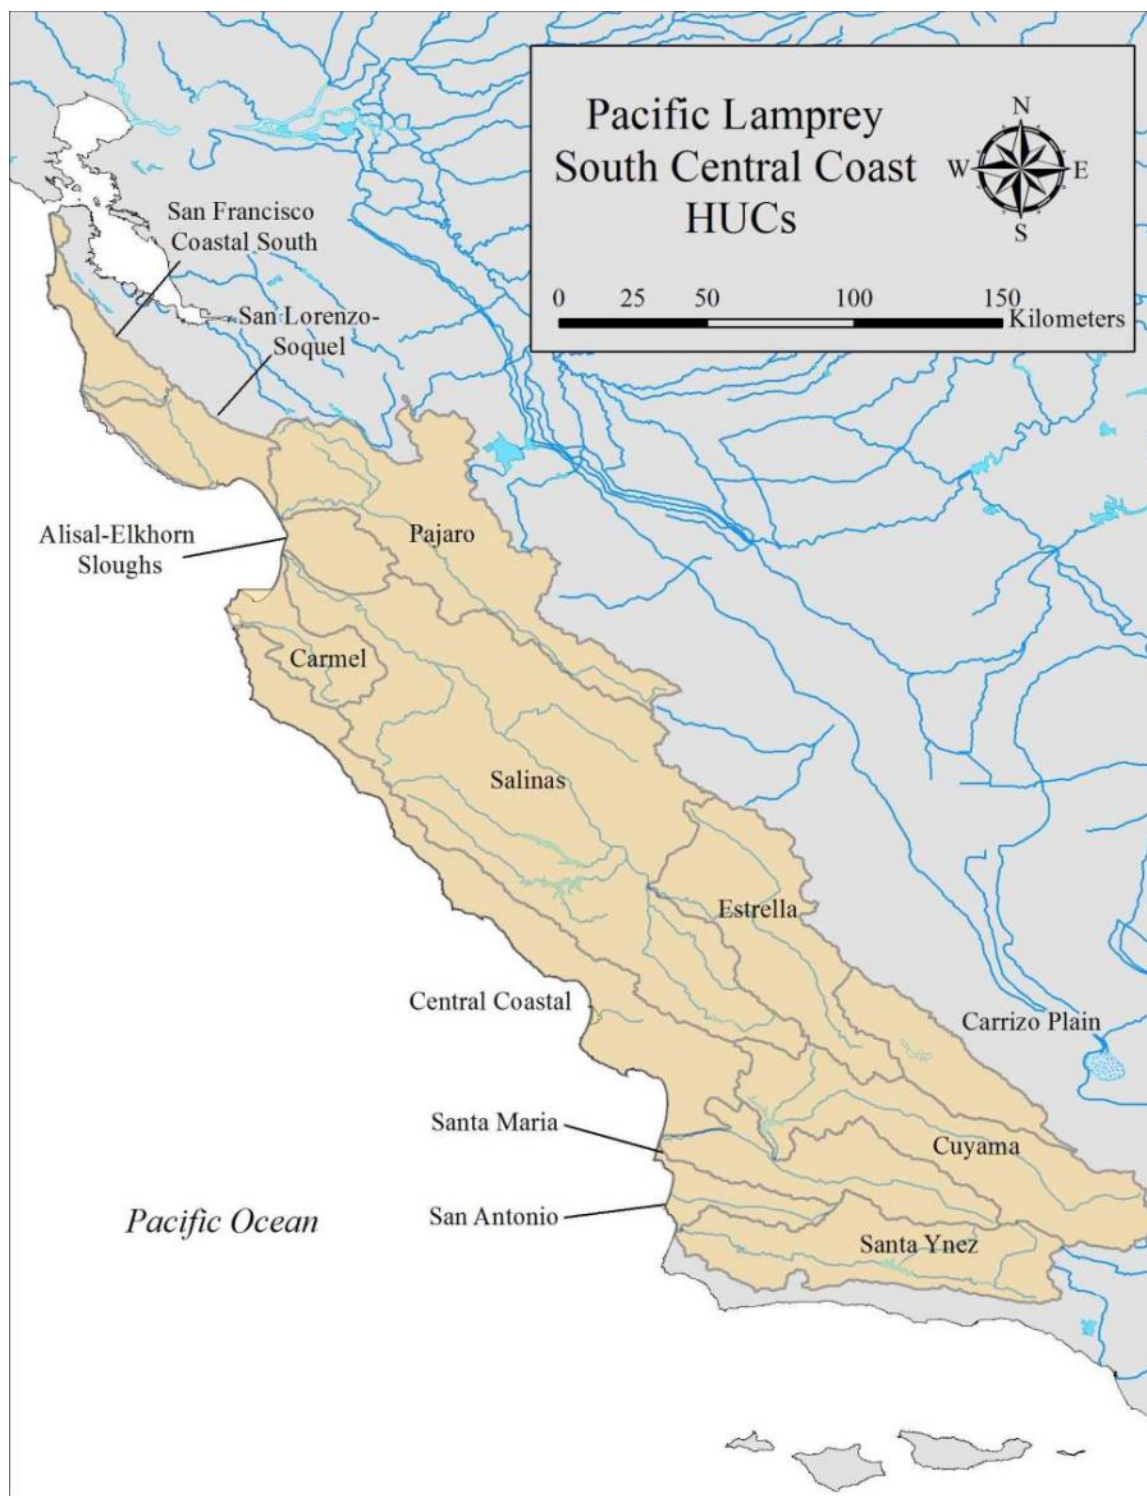 Pacific Lamprey
South Central Coast
HUCs
N
W
E
S
0 25 50 100 150
Kilometers
San Francisco
Coastal South
San Lorenzo-
Soquel
Alisal-Elkhorn
Sloughs
Pajaro
Carmel
Salinas
Estrella
Central Coastal
Carrizo Plain
Santa Maria
Cuyama
San Antonio
Pacific Ocean
Santa Ynez